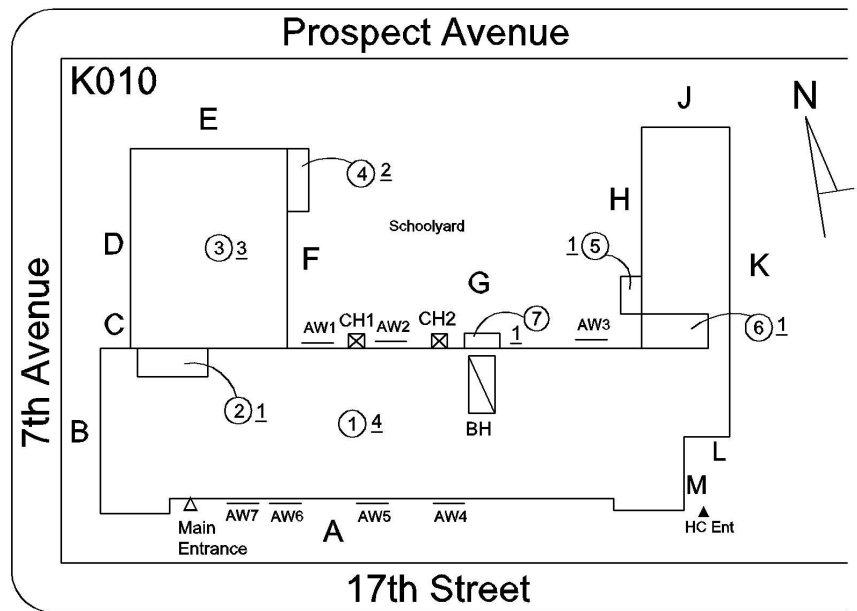 Prospect Avenue
K010
E
J
N
4 2
D
3 3
F
H
Schoolyard
1 5
K
G
C
AW1
CH1
AW2
CH2
7
1
AW3
6 1
7th Avenue
B
2 1
1 4
BH
L
M
Main
Entrance
AW7
AW6
A
AW5
AW4
HC Ent
17th Street